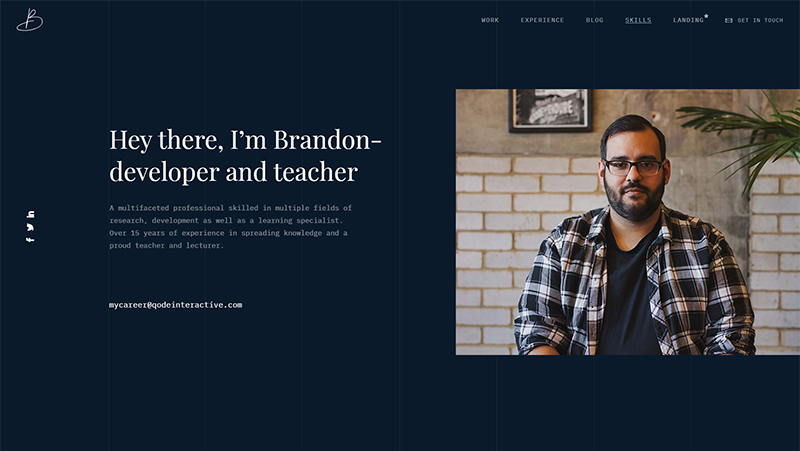 WORK EXPERIENCE BLOG SKILLS LANDING* GET IN TOUCH
Hey there, I’m Brandon-
developer and teacher
A multifaceted professional skilled in multiple fields of
research, development as well as a learning specialist.
Over 15 years of experience in spreading knowledge and a
proud teacher and lecturer.
mycareer@qodeinteractive.com